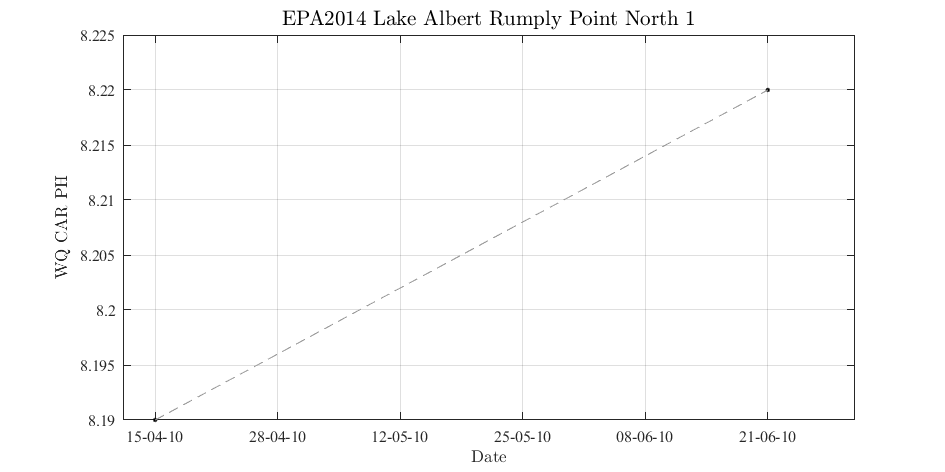 EPA2014 Lake Albert Rumply Point North 1
WQ CAR PH
8.225
8.22
8.215
8.21
8.205
8.2
8.195
8.19
15-04-10 28-04-10 12-05-10 25-05-10 08-06-10 21-06-10
Date